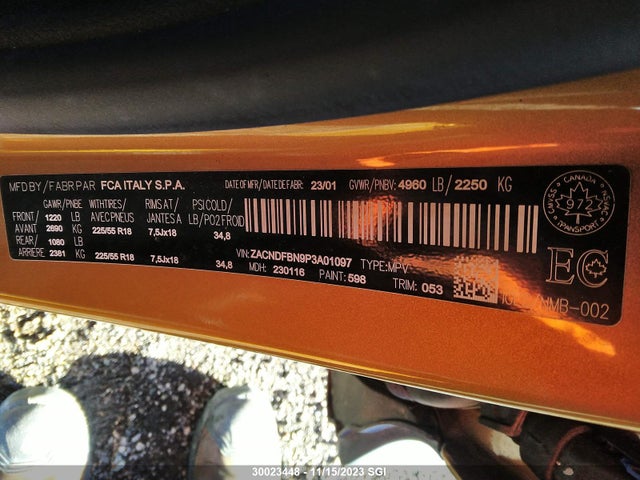 MFD BY / FABR PAR FCA ITALY S.P.A. DATE OF MFR / DATE DE FABR: 23/01 GVWR/PNBV: 4960 LB / 2250 KG
GAWR/PNBE WITH TIRES/ RIMS AT/ PSI COLD/
AVEC PNEUS JANTES A LB/PO2 FROID
FRONT/ 1220 LB
AVANT 2690 KG 225/55 R18 7,5Jx18 34,8
REAR/ 1080 LB
ARRIERE 2381 KG 225/55 R18 7,5Jx18 34,8
VIN: ZACNDFBN9P3A01097 TYPE: MPV
MDH: 230116 PAINT: 598 TRIM: 053
CANADA
1972
EC
MB-002
30023448 - 11/15/2023 SGI